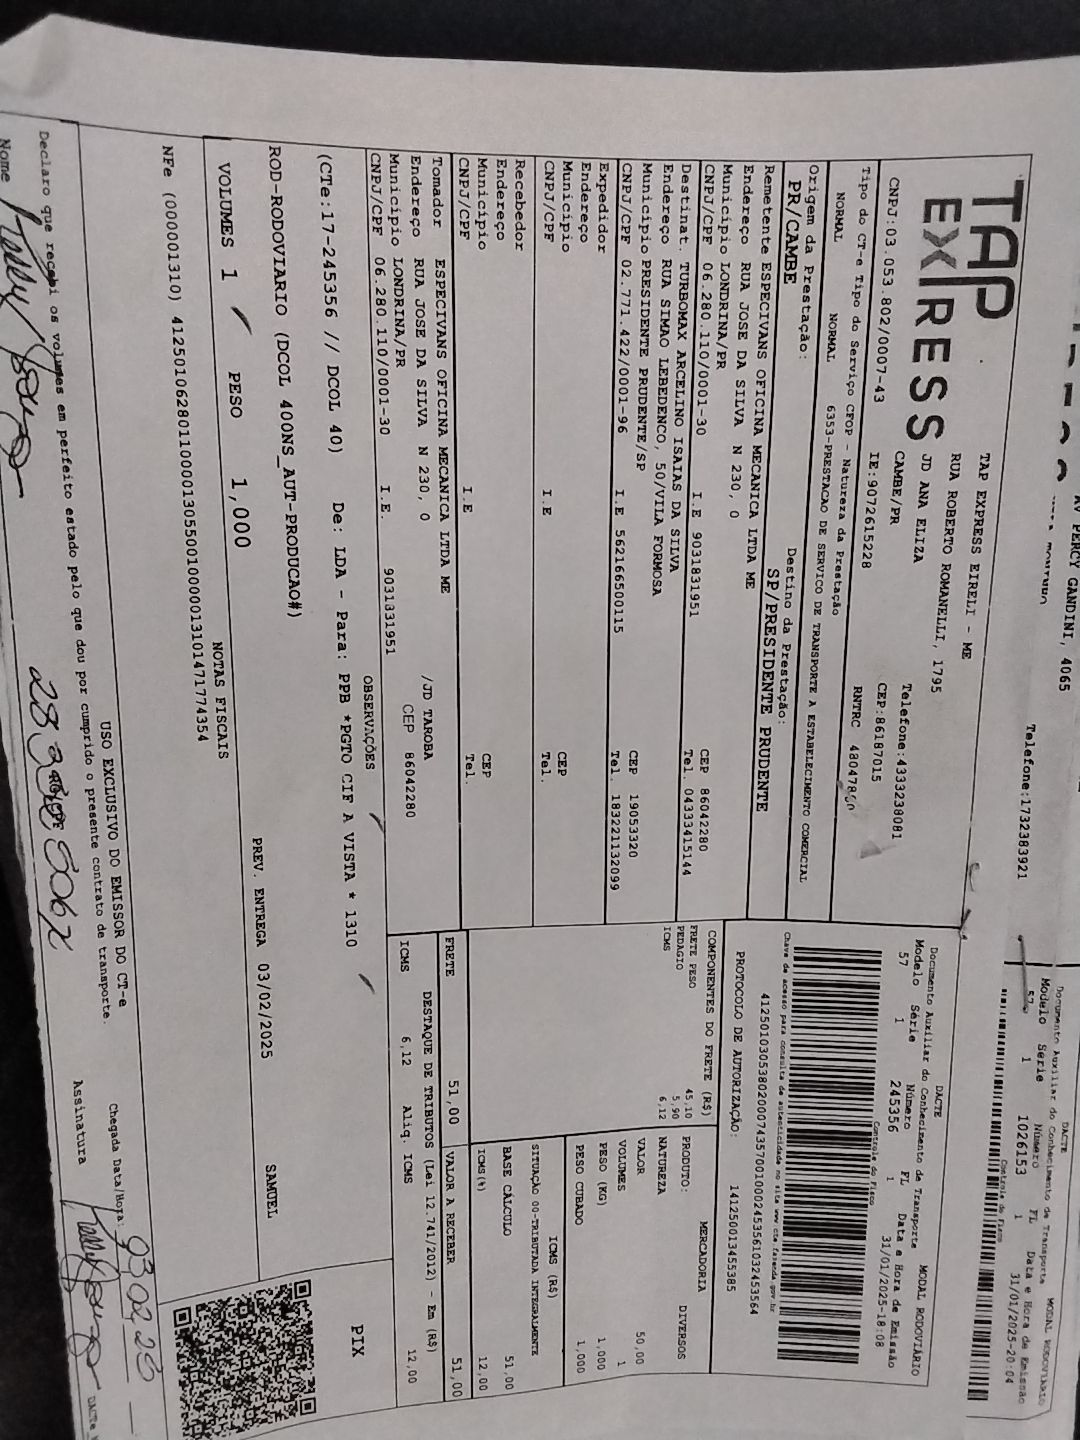 AV PERCY GANDINI, 4065
Telefone:1732383921
DACTE
Documento Auxiliar do Conhecimento de Transporte MODAL RODOVIÁRIO
Modelo Série Número FL Data e Hora de Emissão
57 1 1026153 1 31/01/2025-20:04
Controle do Fisco
TAP EXPRESS
TAP EXPRESS EIRELI - ME
RUA ROBERTO ROMANELLI, 1795
JD ANA ELIZA CEP:86187015
CAMBE/PR Telefone:4333238081
CNPJ:03.053.802/0007-43 IE:9072615228 RNTRC
Tipo do CT-e Tipo do Serviço CFOP - Natureza da Prestação
NORMAL NORMAL 6353-PRESTACAO DE SERVICO DE TRANSPORTE A ESTABELECIMENTO COMERCIAL
Origem da Prestação: Destino da Prestação:
PR/CAMBE SP/PRESIDENTE PRUDENTE
Remetente ESPECIVANS OFICINA MECANICA LTDA ME
Endereço RUA JOSE DA SILVA N 230, 0
Município LONDRINA/PR CEP 86042280
CNPJ/CPF 06.280.110/0001-30 I.E 9031831951 Tel. 04333415144
Destinat. TURBOMAX ARCELINO ISAIAS DA SILVA
Endereço RUA SIMAO LEBEDENCO, 50/VILA FORMOSA
Município PRESIDENTE PRUDENTE/SP CEP 19053320
CNPJ/CPF 02.771.422/0001-96 I.E 562166500115 Tel. 183221132099
Expedidor
Endereço
Município CEP
CNPJ/CPF I.E Tel.
Recebedor
Endereço
Município CEP
CNPJ/CPF I.E Tel.
Tomador ESPECIVANS OFICINA MECANICA LTDA ME
Endereço RUA JOSE DA SILVA N 230, 0 /JD TAROBA
Município LONDRINA/PR CEP 86042280
CNPJ/CPF 06.280.110/0001-30 I.E. 9031331951
DACTE
Documento Auxiliar do Conhecimento de Transporte MODAL RODOVIÁRIO
Modelo Série Número FL Data e Hora de Emissão
57 1 245356 1 31/01/2025-18:08
Controle do Fisco
Chave de acesso para consulta de autenticidade no site www.cte.fazenda.gov.br
41250103053802000743570010002453561032453564
PROTOCOLO DE AUTORIZAÇÃO: 141250013455385
COMPONENTES DO FRETE (R$)
FRETE PESO 45,10
PEDAGIO 5,90
ICMS 6,12
MERCADORIA
PRODUTO: DIVERSOS
NATUREZA
VALOR 50,00
VOLUMES 1
PESO (KG) 1,000
PESO CUBADO 1,000
ICMS (R$)
SITUAÇÃO 00-TRIBUTADA INTEGRALMENTE
BASE CÁLCULO 51,00
ICMS(%) 12,00
FRETE 51,00 VALOR A RECEBER 51,00
DESTAQUE DE TRIBUTOS (Lei 12.741/2012) - Em (R$)
ICMS 6,12 Aliq. ICMS 12,00
OBSERVAÇÕES
(CTe:17-245356 // DCOL 40) De: LDA - Para: PPB *PGTO CIF A VISTA * 1310
ROD-RODOVIARIO (DCOL 400NS_AUT-PRODUCAO#)
PIX
VOLUMES 1 PESO 1,000 PREV. ENTREGA 03/02/2025 SAMUEL
NOTAS FISCAIS
NFe (000001310) 41250106280110000130550010000013101471774354
USO EXCLUSIVO DO EMISSOR DO CT-e
Declaro que recebi os volumes em perfeito estado pelo que dou por cumprido o presente contrato de transporte. Chegada Data/Hora:
Nome Assinatura